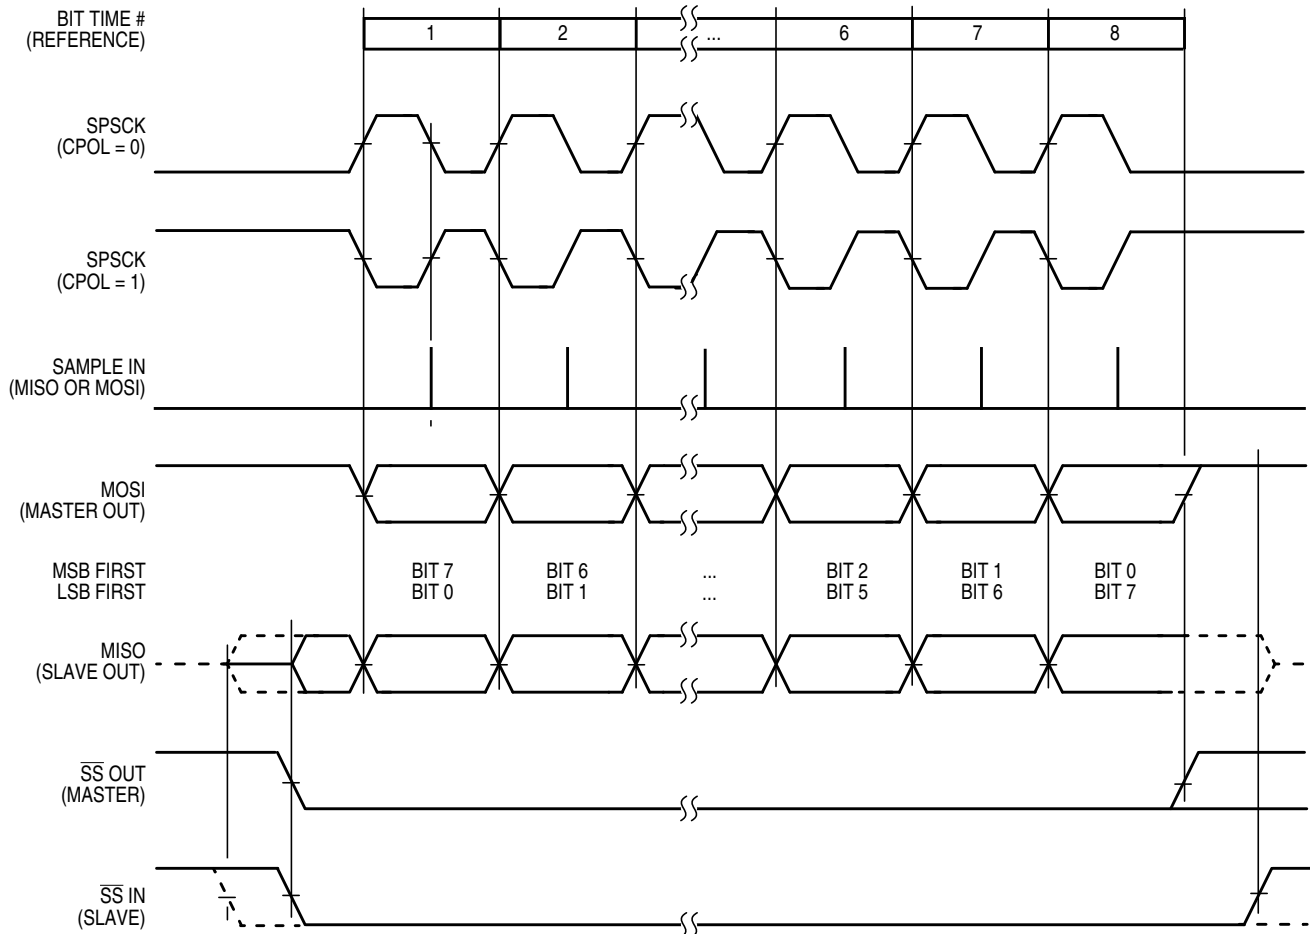 BIT TIME #
(REFERENCE)
1 2 ... 6 7 8
SPSCK
(CPOL = 0)
SPSCK
(CPOL = 1)
SAMPLE IN
(MISO OR MOSI)
MOSI
(MASTER OUT)
MSB FIRST BIT 7 BIT 6 ... BIT 2 BIT 1 BIT 0
LSB FIRST BIT 0 BIT 1 ... BIT 5 BIT 6 BIT 7
MISO
(SLAVE OUT)
S̅S̅ OUT
(MASTER)
S̅S̅ IN
(SLAVE)